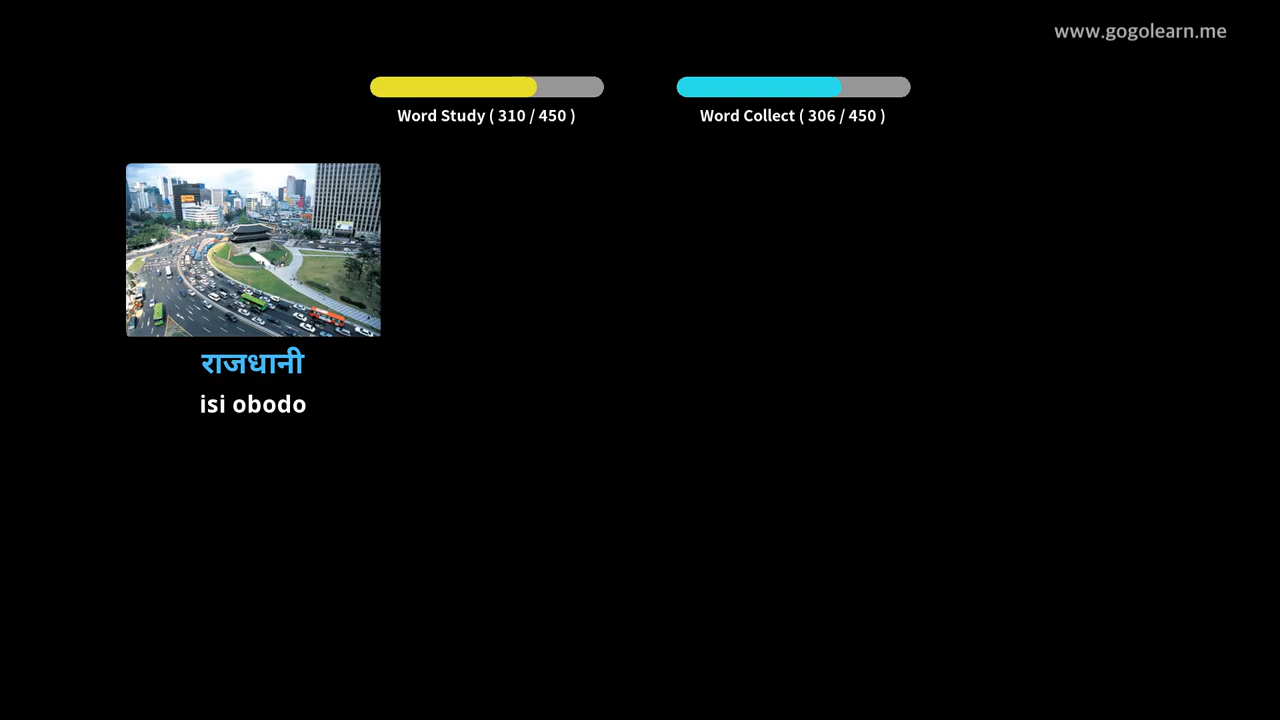 www.gogolearn.me
Word Study ( 310 / 450 )
Word Collect ( 306 / 450 )
राजधानी
isi obodo